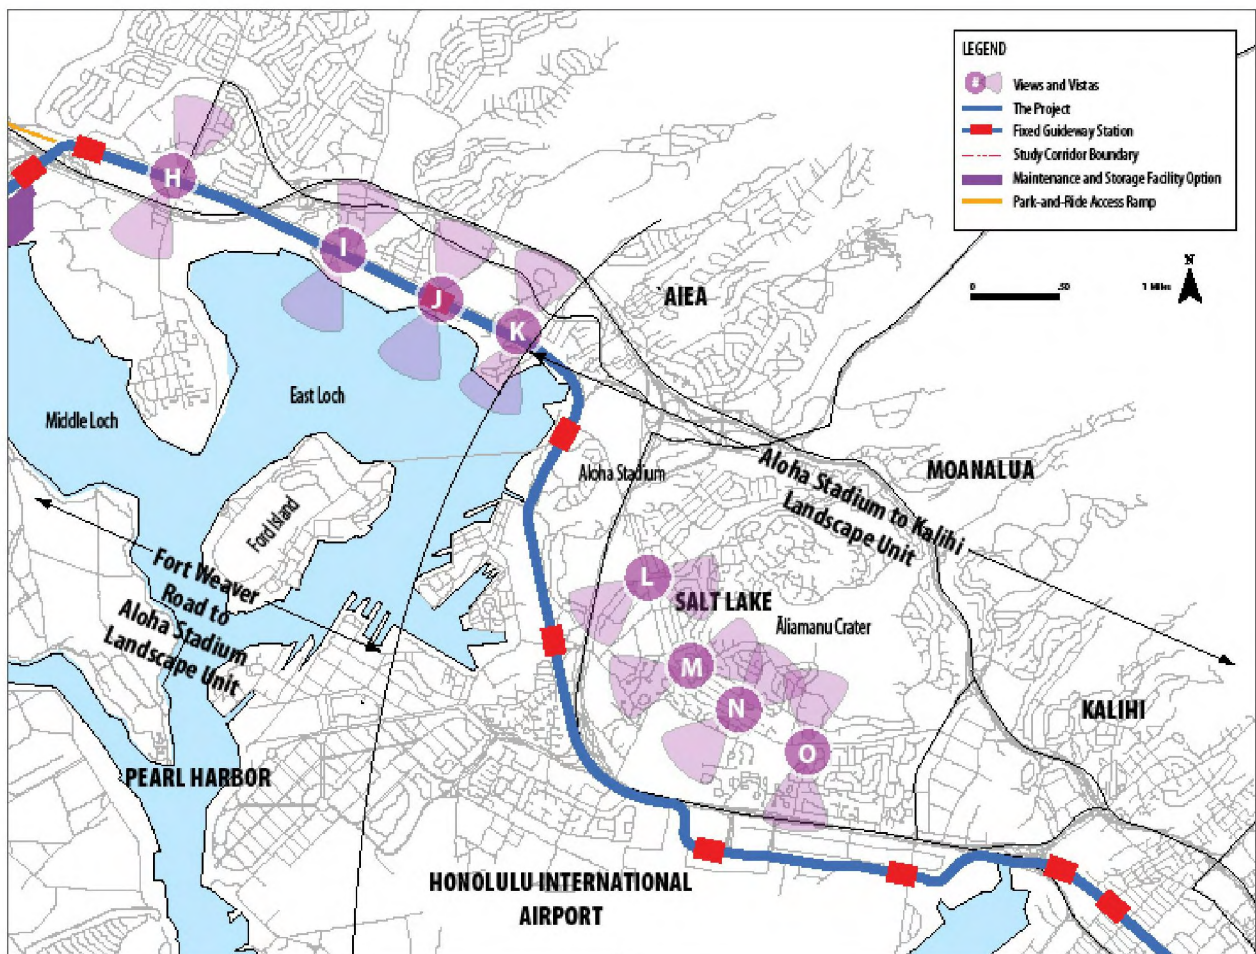 LEGEND
#
Views and Vistas
The Project
Fixed Guideway Station
Study Corridor Boundary
Maintenance and Storage Facility Option
Park-and-Ride Access Ramp
N
0 .50 1 Miles
H
I
J
K
`AIEA
East Loch
Middle Loch
Ford Island
Aloha Stadium
MOANALUA
Aloha Stadium to Kalihi
Landscape Unit
Fort Weaver
Road to
Aloha Stadium
Landscape Unit
L
SALT LAKE
Āliamanu Crater
M
N
O
KALIHI
PEARL HARBOR
HONOLULU INTERNATIONAL
AIRPORT